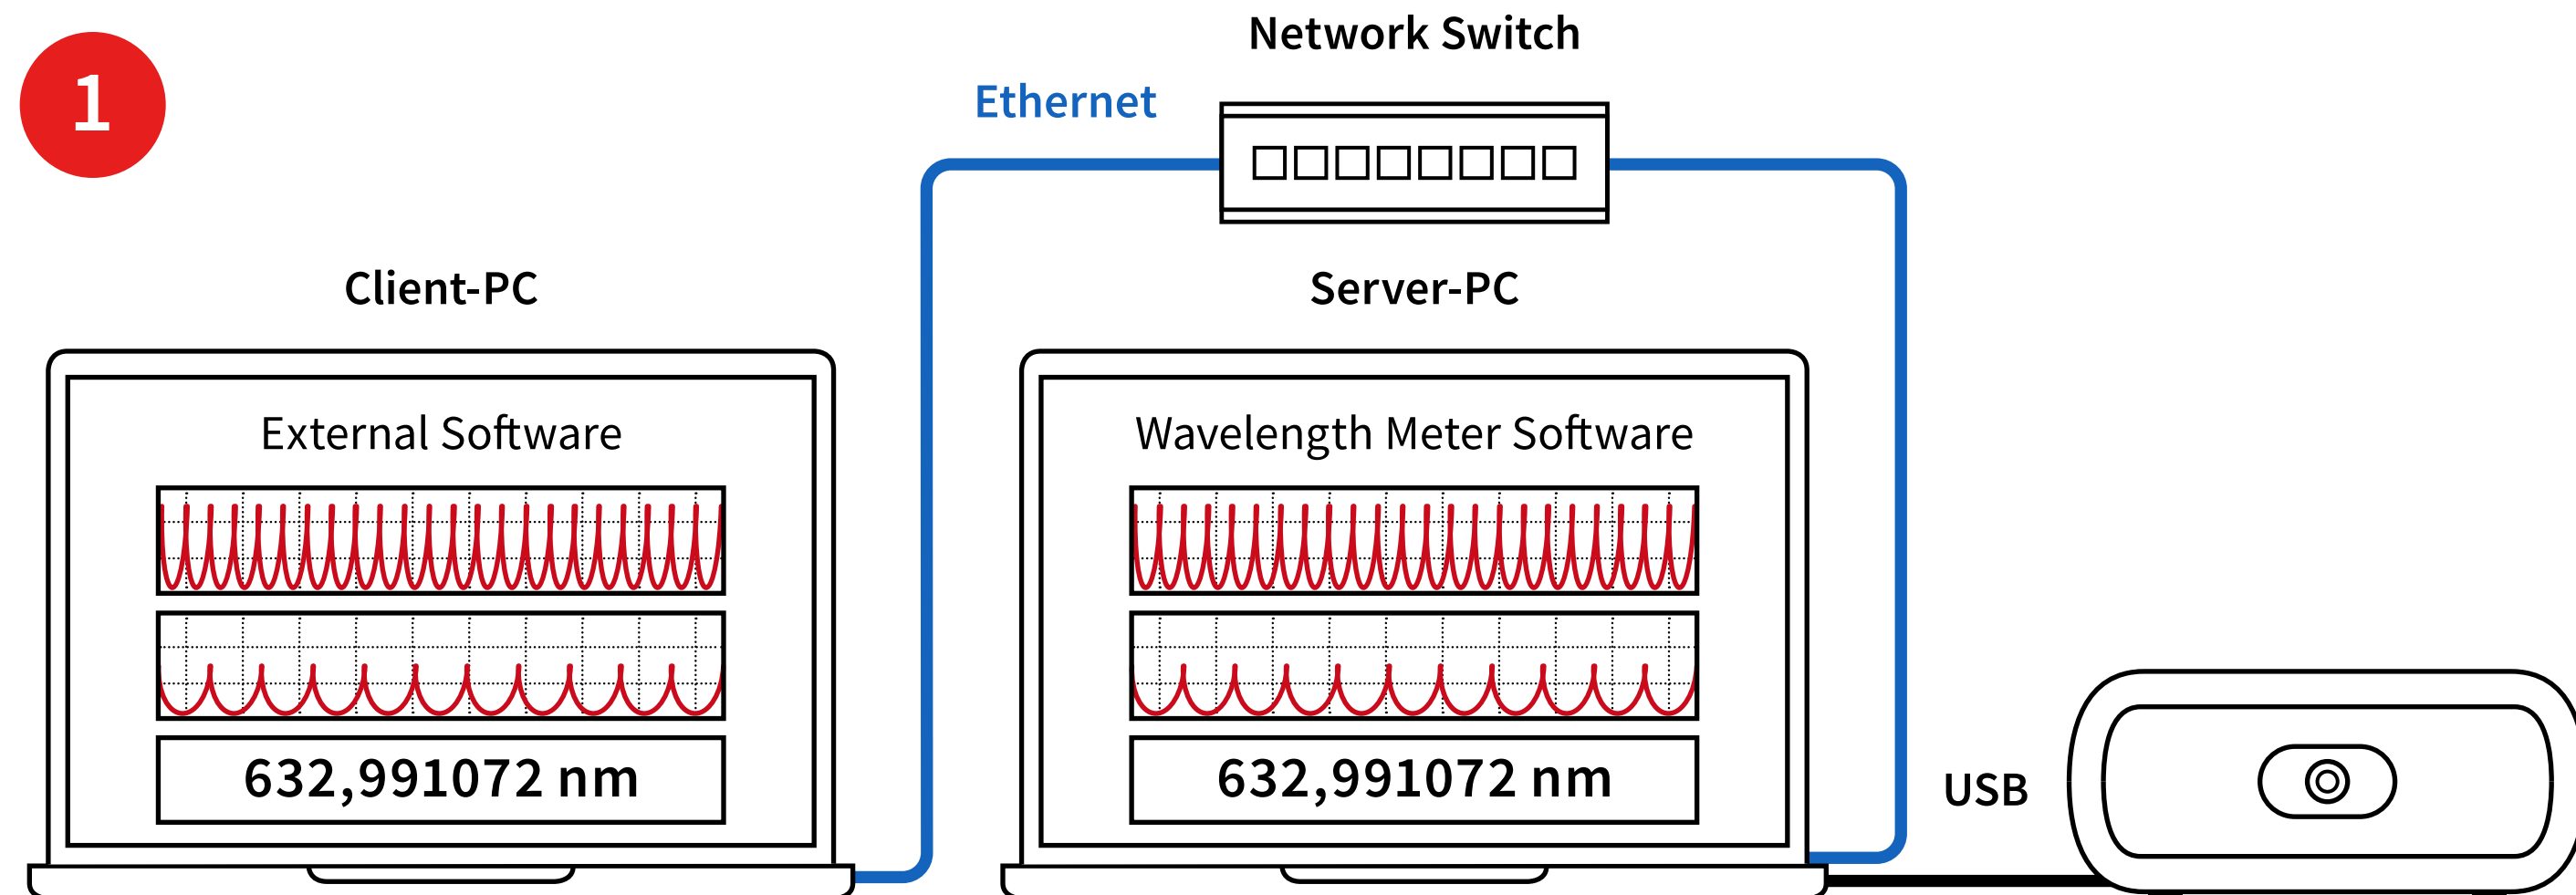 1
Network Switch
Ethernet
Client-PC
Server-PC
External Software
Wavelength Meter Software
632,991072 nm
632,991072 nm
USB